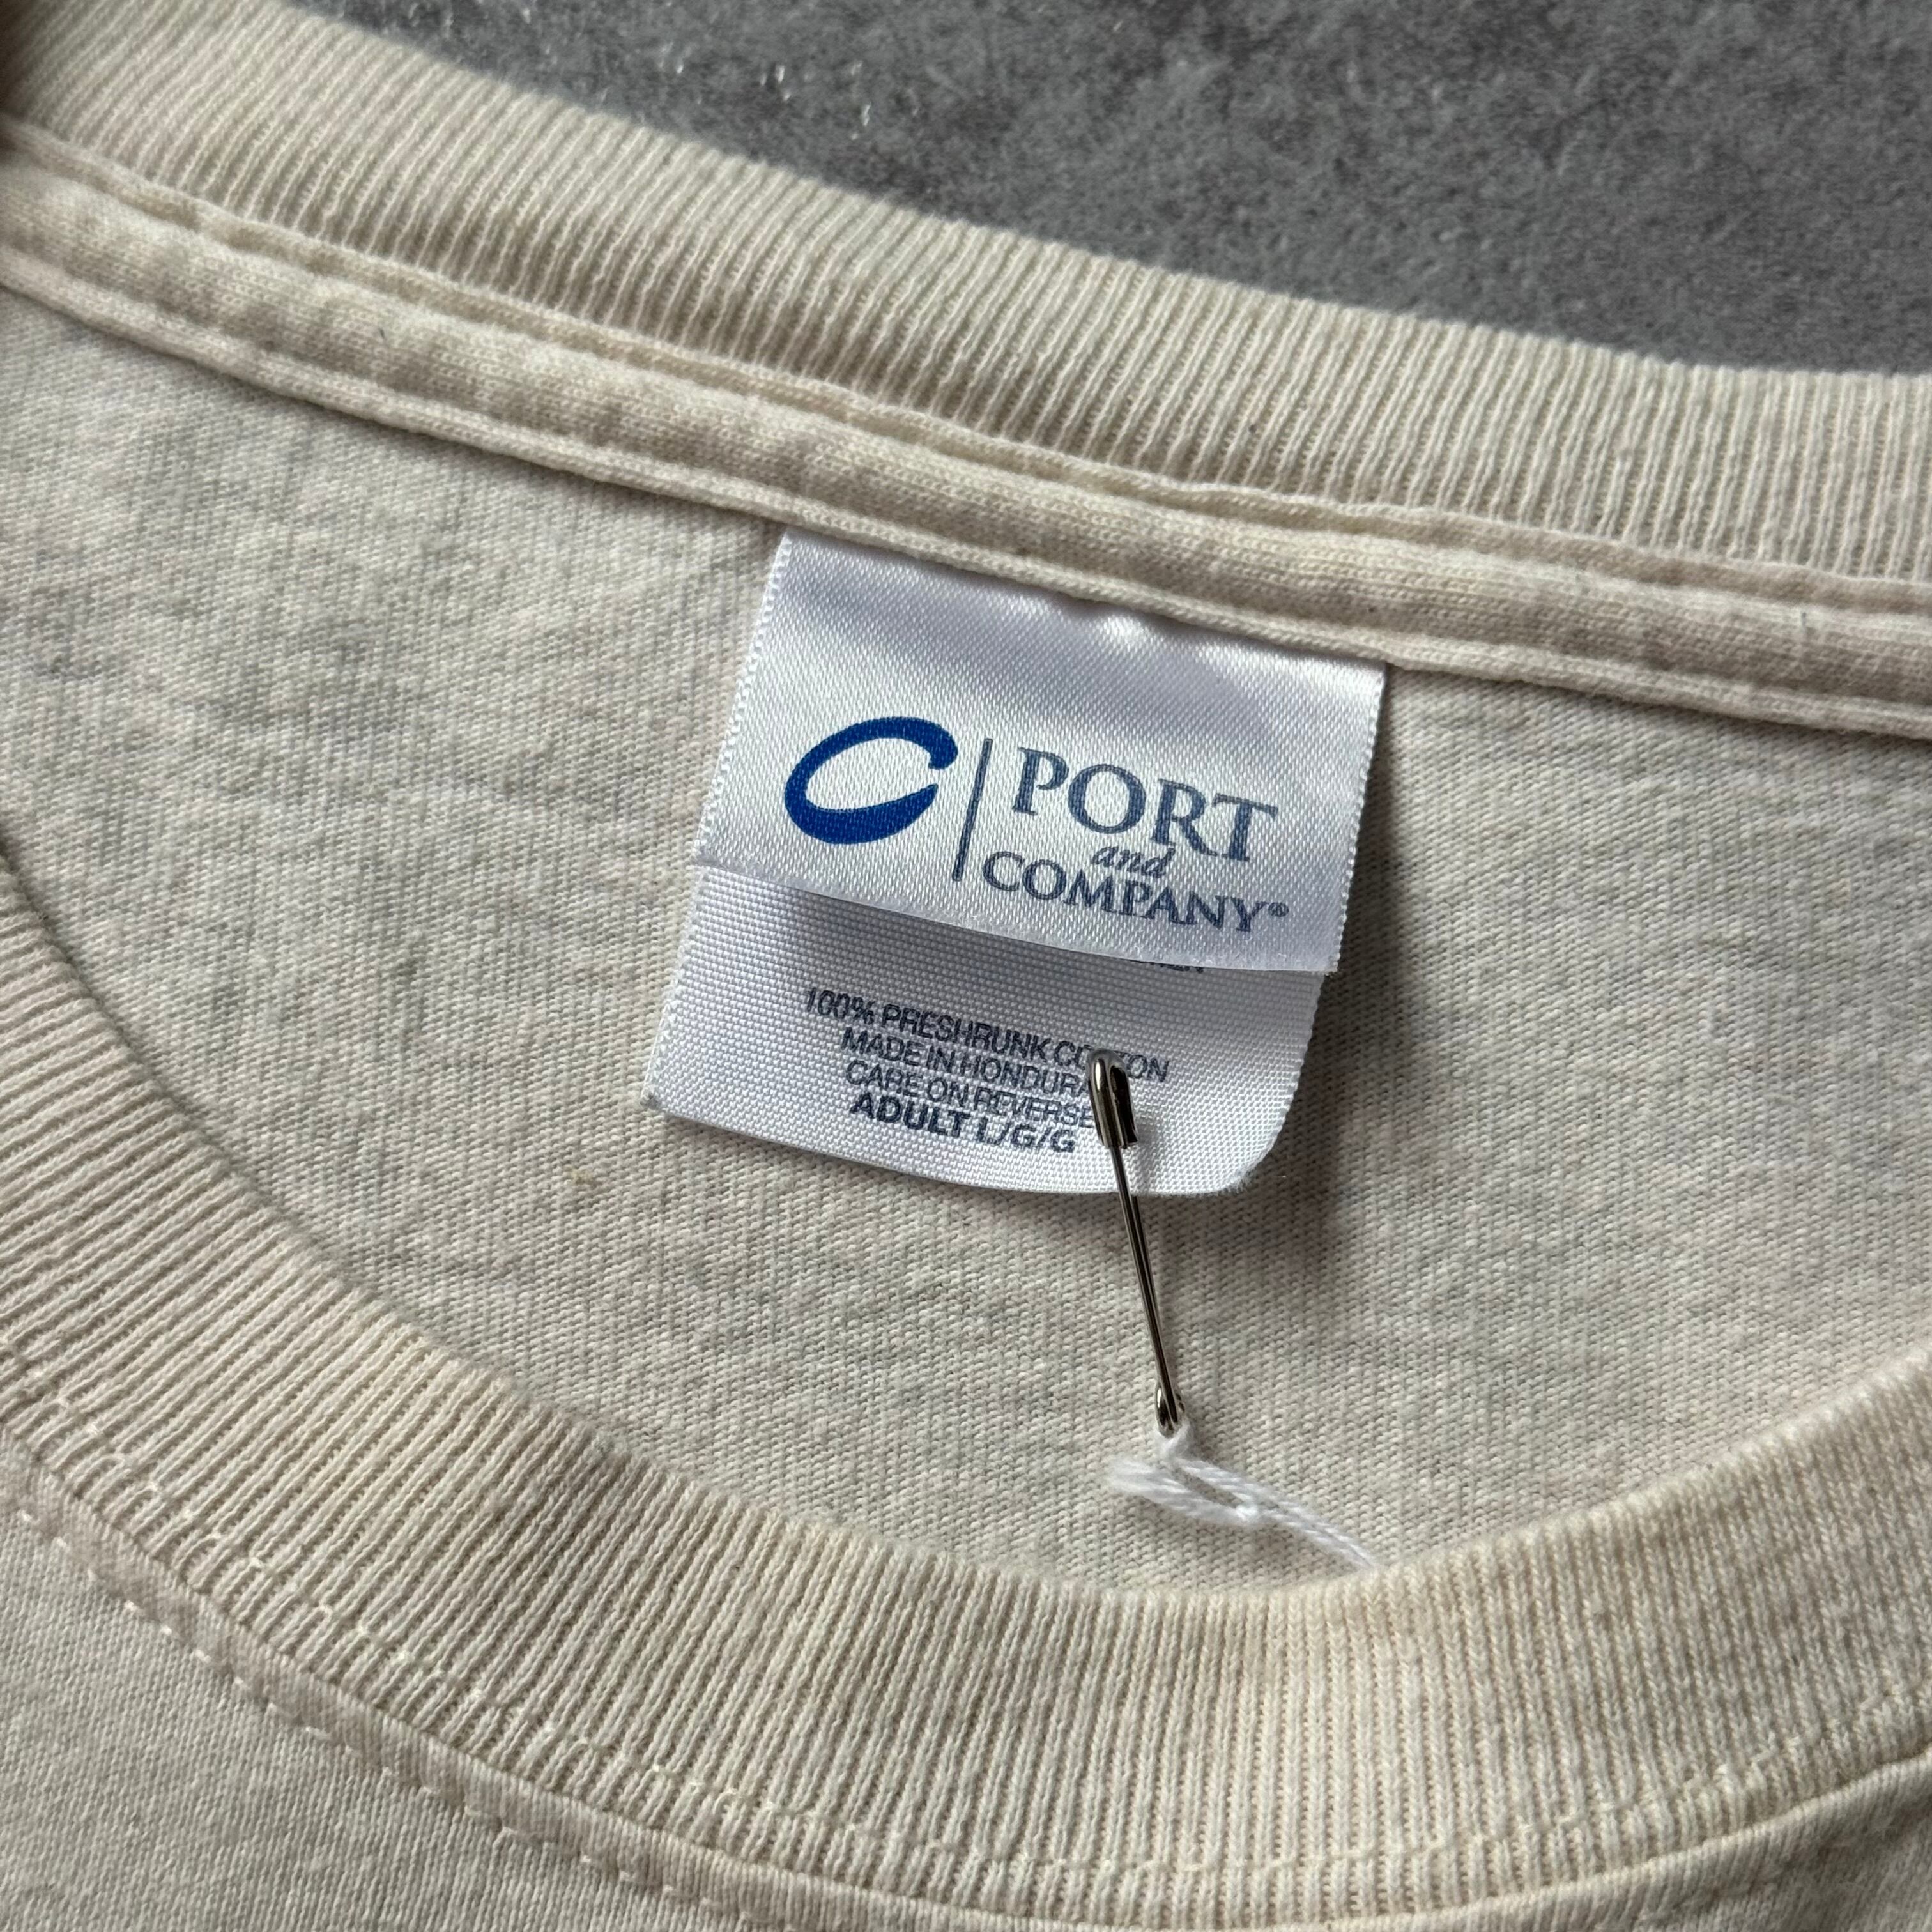 PORT
and
COMPANY®
100% PRESHRUNK COTTON
MADE IN HONDURAS
CARE ON REVERSE
ADULT L/G/G